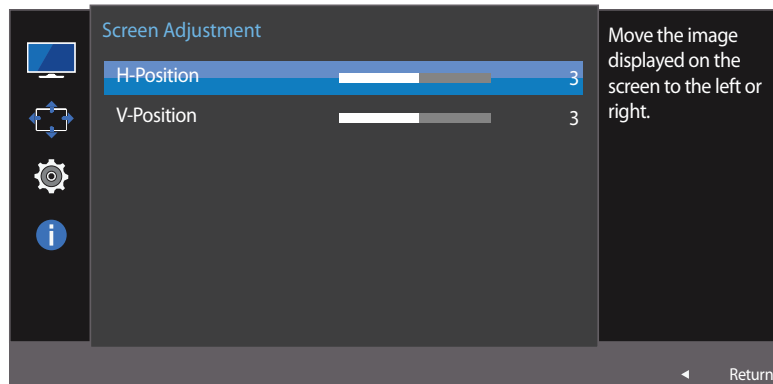 Screen Adjustment
H-Position 3
V-Position 3
Move the image
displayed on the
screen to the left or
right.
Return